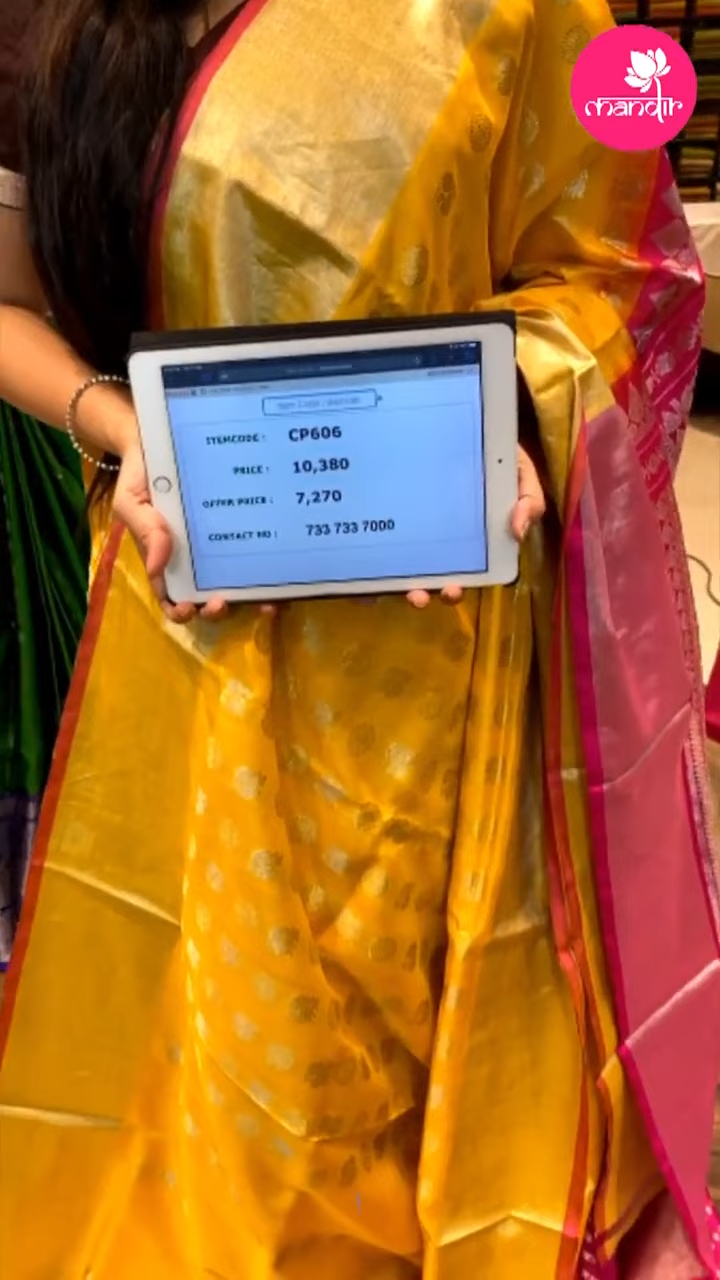 mandir
ITEMCODE : CP606
PRICE : 10,380
OFFER PRICE : 7,270
CONTACT NO : 733 733 7000